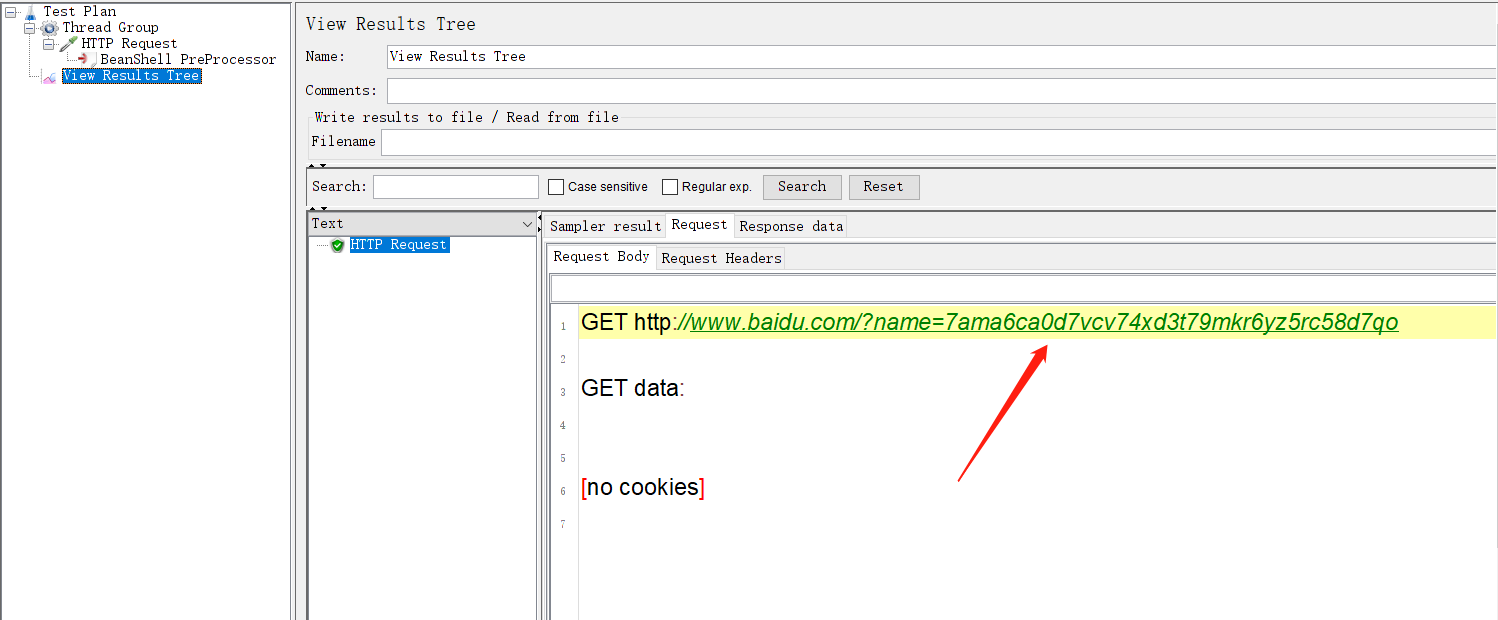 Test Plan
Thread Group
HTTP Request
BeanShell PreProcessor
View Results Tree
View Results Tree
Name: View Results Tree
Comments:
Write results to file / Read from file
Filename
Search: Case sensitive Regular exp. Search Reset
Text
HTTP Request
Sampler result Request Response data
Request Body Request Headers
1 GET http://www.baidu.com/?name=7ama6ca0d7vcv74xd3t79mkr6yz5rc58d7qo
2
3 GET data:
4
5
6 [no cookies]
7